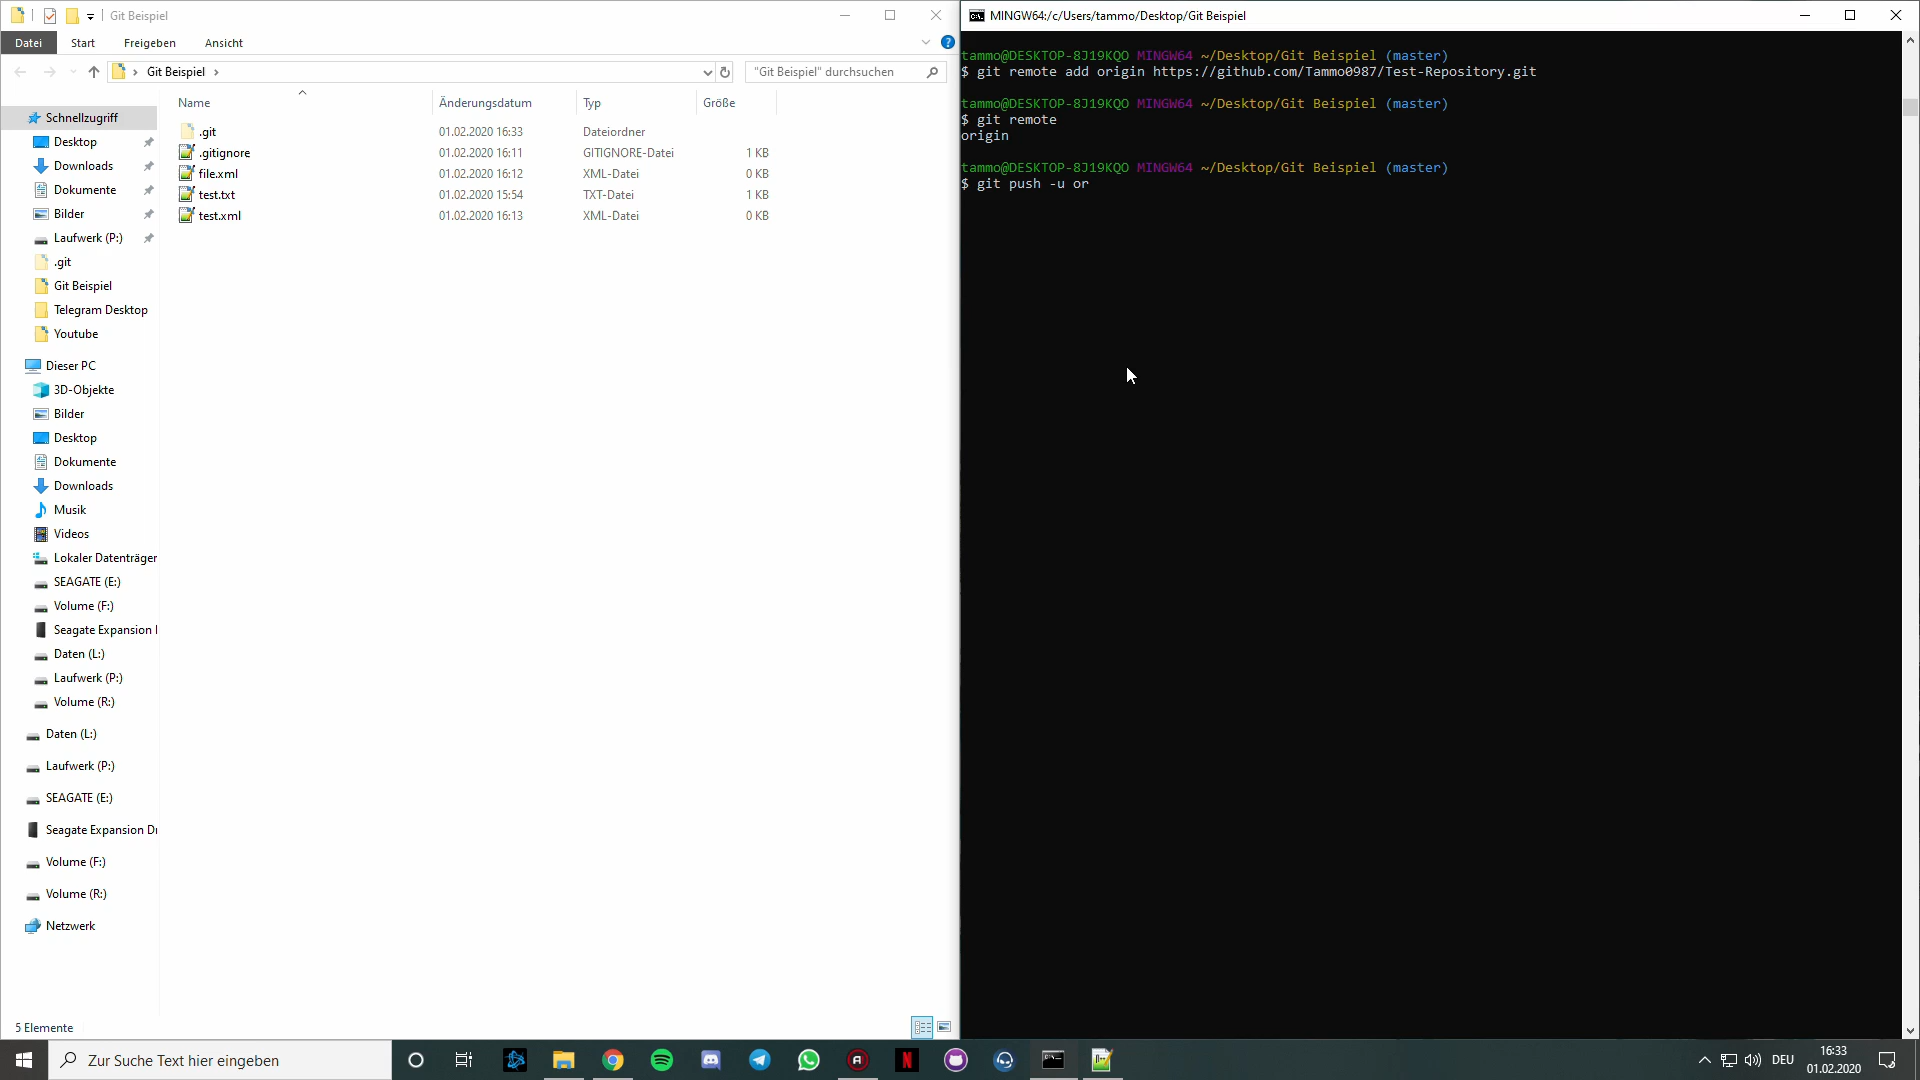 Git Beispiel
Datei Start Freigeben Ansicht
Git Beispiel
"Git Beispiel" durchsuchen
Name Änderungsdatum Typ Größe
.git 01.02.2020 16:33 Dateiordner
.gitignore 01.02.2020 16:11 GITIGNORE-Datei 1 KB
file.xml 01.02.2020 16:12 XML-Datei 0 KB
test.txt 01.02.2020 15:54 TXT-Datei 1 KB
test.xml 01.02.2020 16:13 XML-Datei 0 KB
Schnellzugriff
Desktop
Downloads
Dokumente
Bilder
Laufwerk (P:)
.git
Git Beispiel
Telegram Desktop
Youtube
Dieser PC
3D-Objekte
Bilder
Desktop
Dokumente
Downloads
Musik
Videos
Lokaler Datenträger
SEAGATE (E:)
Volume (F:)
Seagate Expansion
Daten (L:)
Laufwerk (P:)
Volume (R:)
Daten (L:)
Laufwerk (P:)
SEAGATE (E:)
Seagate Expansion
Volume (F:)
Volume (R:)
Netzwerk
5 Elemente
MINGW64:/c/Users/tammo/Desktop/Git Beispiel
tammo@DESKTOP-8J19KQO MINGW64 ~/Desktop/Git Beispiel (master)
$ git remote add origin https://github.com/Tammo0987/Test-Repository.git
tammo@DESKTOP-8J19KQO MINGW64 ~/Desktop/Git Beispiel (master)
$ git remote
origin
tammo@DESKTOP-8J19KQO MINGW64 ~/Desktop/Git Beispiel (master)
$ git push -u or
Zur Suche Text hier eingeben
DEU
16:33
01.02.2020